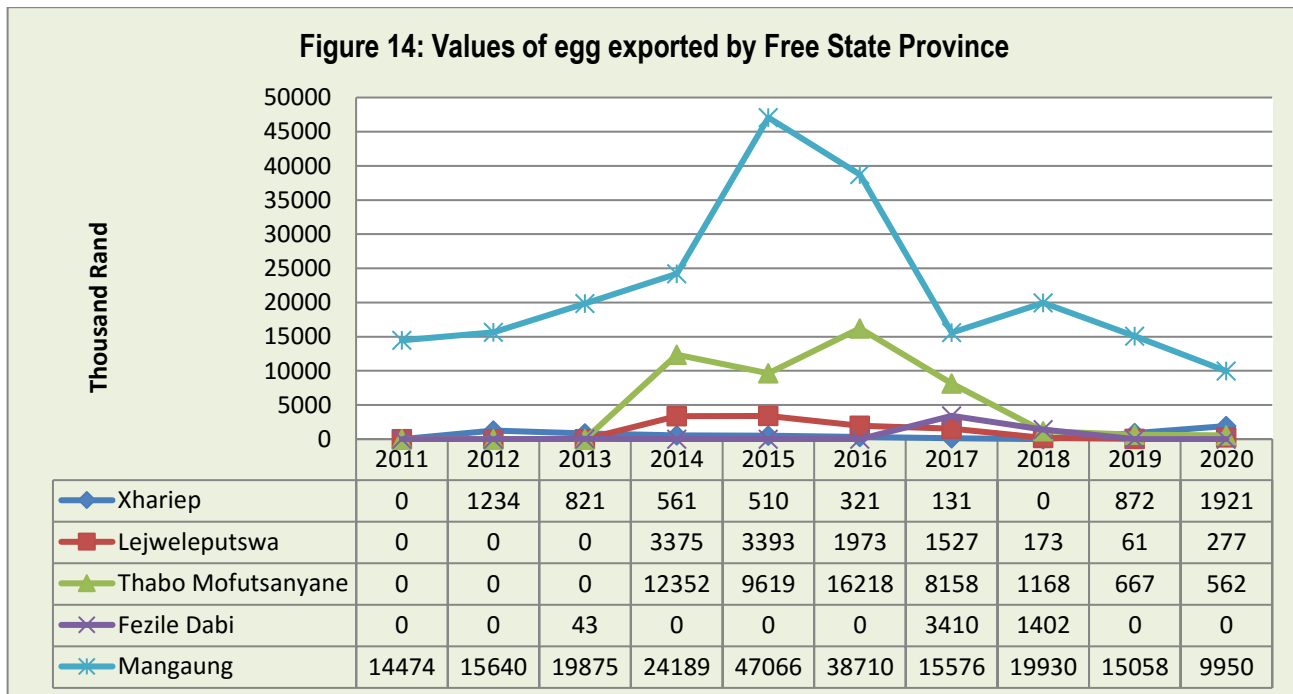 Figure 14: Values of egg exported by Free State Province
50000
45000
40000
35000
30000
25000
20000
15000
10000
5000
0
Thousand Rand
2011 2012 2013 2014 2015 2016 2017 2018 2019 2020
Xhariep 0 1234 821 561 510 321 131 0 872 1921
Lejweleputswa 0 0 0 3375 3393 1973 1527 173 61 277
Thabo Mofutsanyane 0 0 0 12352 9619 16218 8158 1168 667 562
Fezile Dabi 0 0 43 0 0 0 3410 1402 0 0
Mangaung 14474 15640 19875 24189 47066 38710 15576 19930 15058 9950